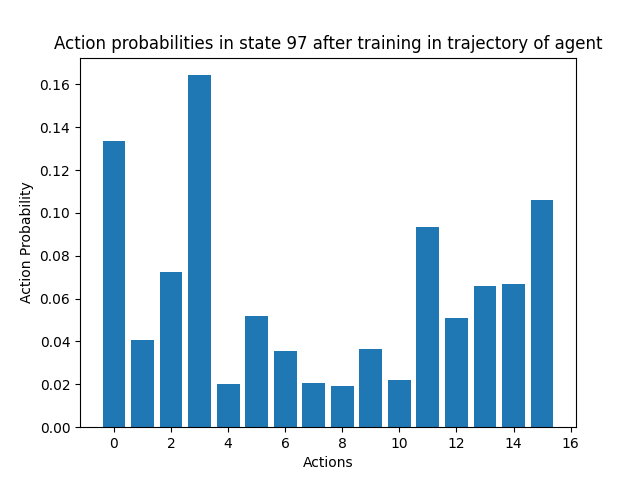 Action probabilities in state 97 after training in trajectory of agent
0.16
0.14
0.12
0.10
0.08
0.06
0.04
0.02
0.00
Action Probability
0 2 4 6 8 10 12 14 16
Actions